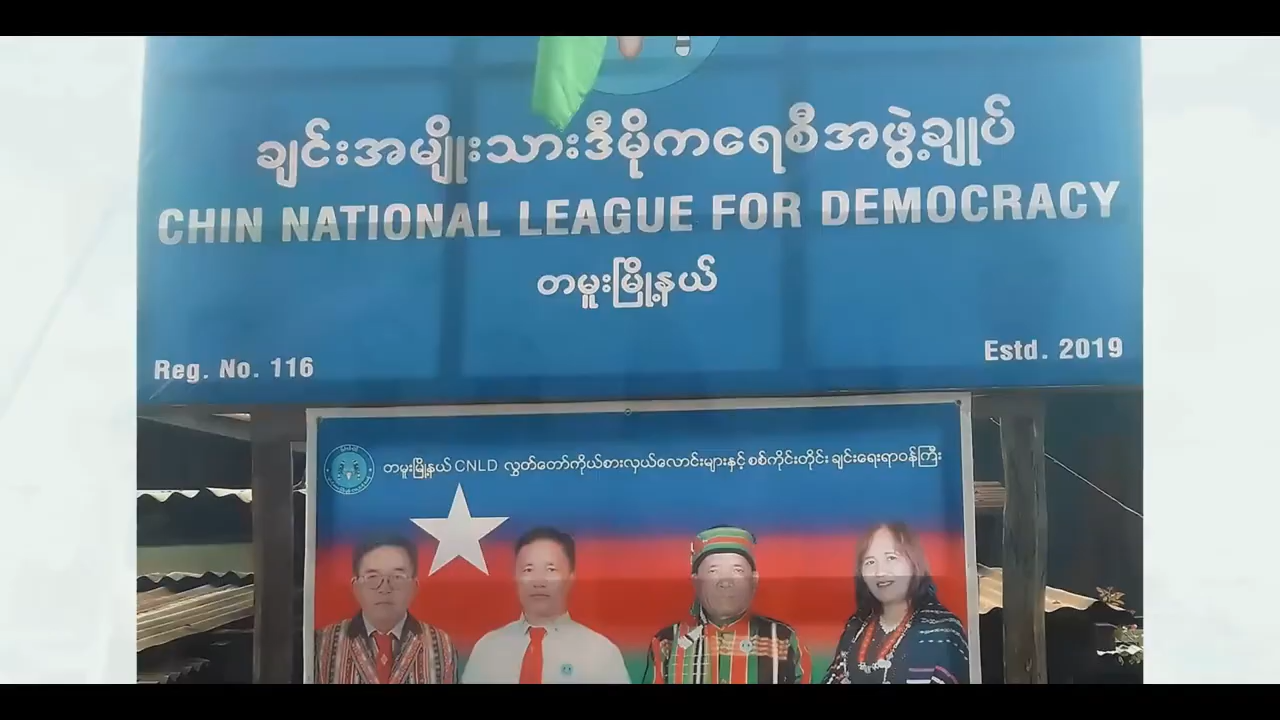 ချင်းအမျိုးသားဒီမိုကရေစီအဖွဲ့ချုပ်
CHIN NATIONAL LEAGUE FOR DEMOCRACY
တမူးမြို့နယ်
Reg. No. 116
Estd. 2019
တမူးမြို့နယ် CNLD လွှတ်တော်ကိုယ်စားလှယ်လောင်းများနှင့် စစ်ကိုင်းတိုင်း ချင်းရေးရာဝန်ကြီး